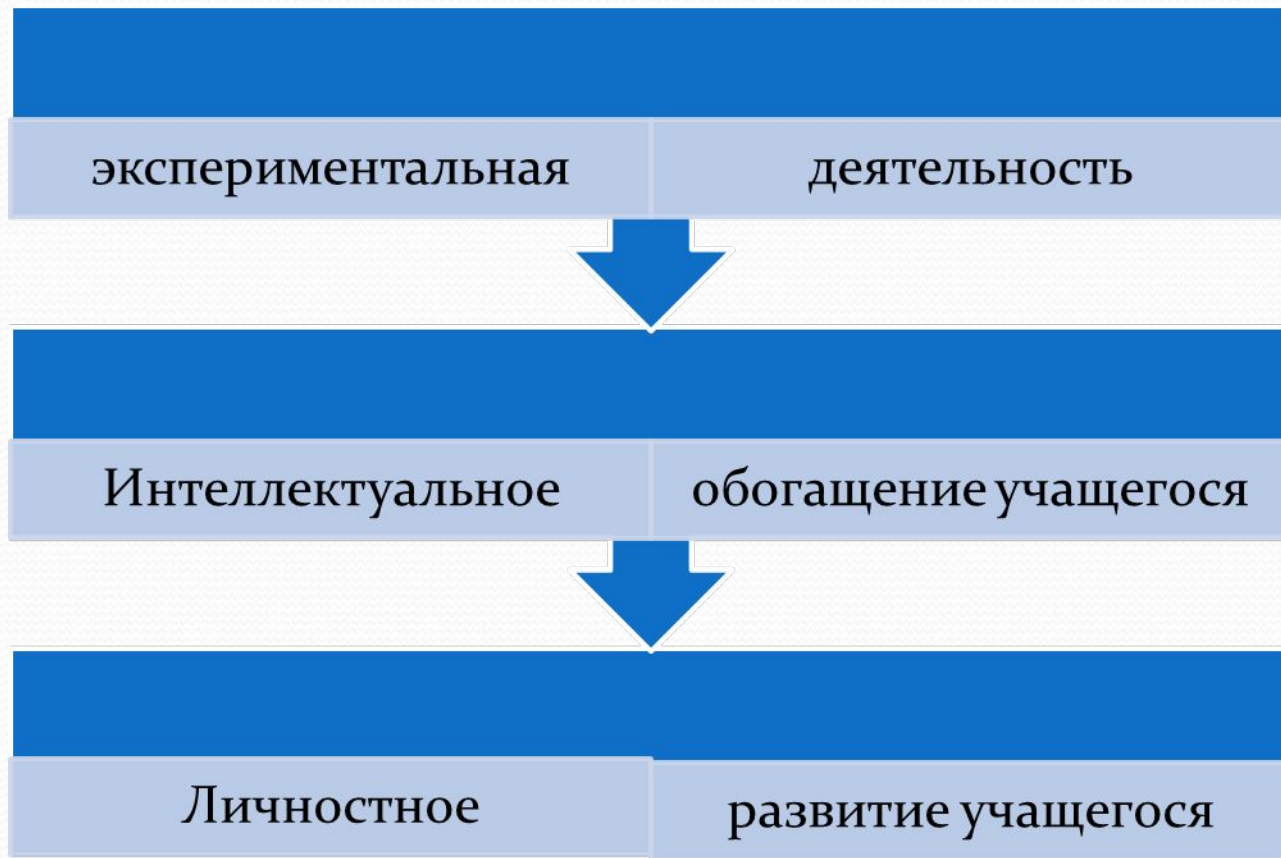 экспериментальная деятельность
Интеллектуальное обогащение учащегося
Личностное развитие учащегося